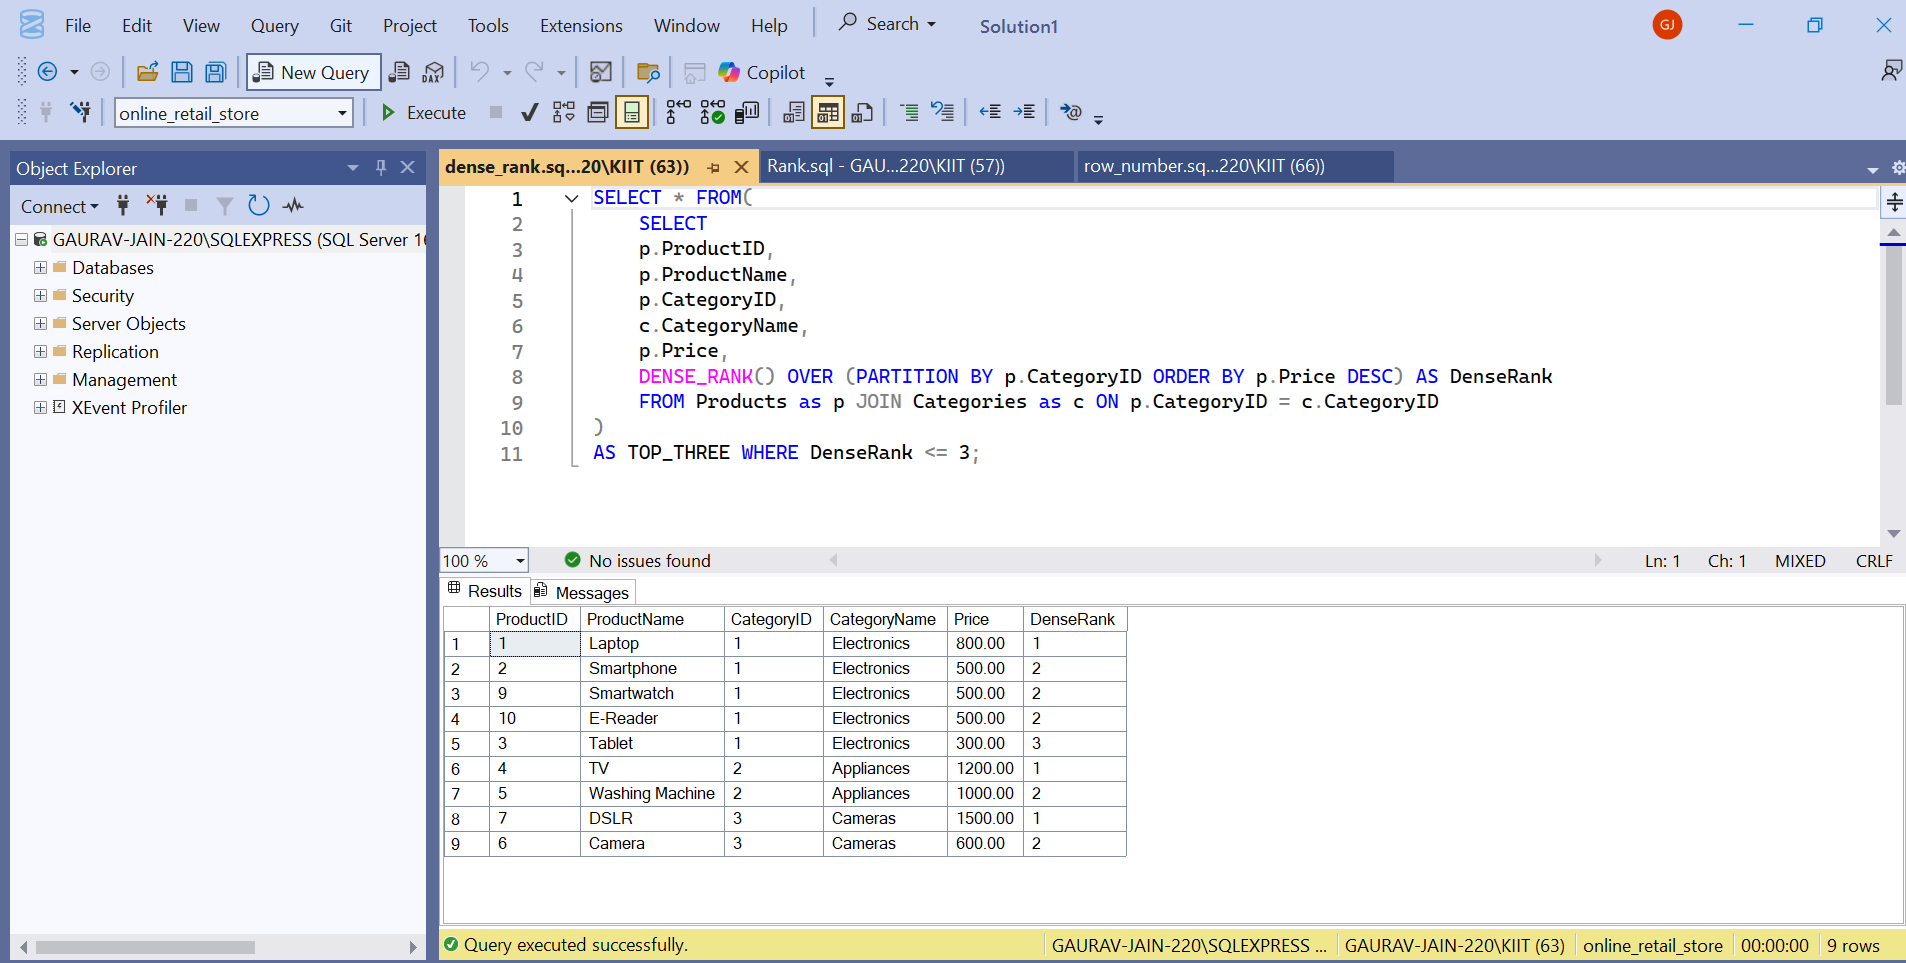 File Edit View Query Git Project Tools Extensions Window Help Search Solution1 GJ
New Query DAX Copilot
online_retail_store Execute
Object Explorer
Connect
GAURAV-JAIN-220\SQLEXPRESS (SQL Server 16
Databases
Security
Server Objects
Replication
Management
XEvent Profiler
dense_rank.sq...20\KIIT (63)) Rank.sql - GAU...220\KIIT (57)) row_number.sq...220\KIIT (66))
1 SELECT * FROM(
2 SELECT
3 p.ProductID,
4 p.ProductName,
5 p.CategoryID,
6 c.CategoryName,
7 p.Price,
8 DENSE_RANK() OVER (PARTITION BY p.CategoryID ORDER BY p.Price DESC) AS DenseRank
9 FROM Products as p JOIN Categories as c ON p.CategoryID = c.CategoryID
10 )
11 AS TOP_THREE WHERE DenseRank <= 3;
100 % No issues found Ln: 1 Ch: 1 MIXED CRLF
Results Messages
ProductID ProductName CategoryID CategoryName Price DenseRank
1 1 Laptop 1 Electronics 800.00 1
2 2 Smartphone 1 Electronics 500.00 2
3 9 Smartwatch 1 Electronics 500.00 2
4 10 E-Reader 1 Electronics 500.00 2
5 3 Tablet 1 Electronics 300.00 3
6 4 TV 2 Appliances 1200.00 1
7 5 Washing Machine 2 Appliances 1000.00 2
8 7 DSLR 3 Cameras 1500.00 1
9 6 Camera 3 Cameras 600.00 2
Query executed successfully. GAURAV-JAIN-220\SQLEXPRESS ... GAURAV-JAIN-220\KIIT (63) online_retail_store 00:00:00 9 rows